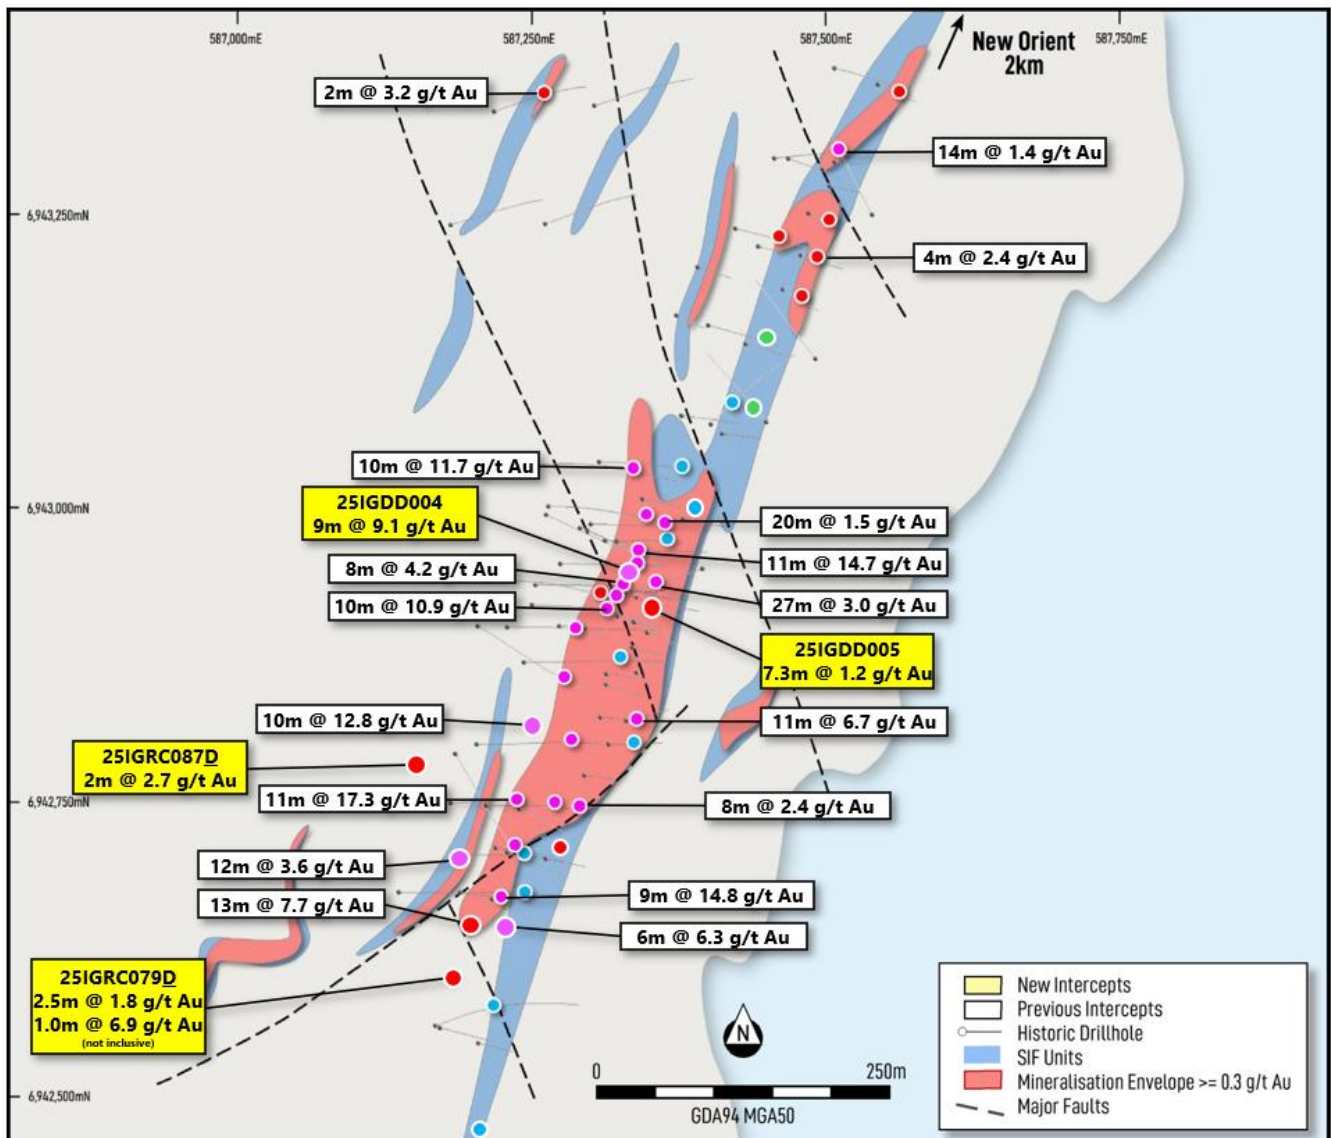 587,000mE
587,250mE
587,500mE
587,750mE
New Orient
2km
2m @ 3.2 g/t Au
14m @ 1.4 g/t Au
6,943,250mN
4m @ 2.4 g/t Au
10m @ 11.7 g/t Au
25IGDD004
9m @ 9.1 g/t Au
6,943,000mN
20m @ 1.5 g/t Au
11m @ 14.7 g/t Au
8m @ 4.2 g/t Au
10m @ 10.9 g/t Au
27m @ 3.0 g/t Au
25IGDD005
7.3m @ 1.2 g/t Au
10m @ 12.8 g/t Au
11m @ 6.7 g/t Au
25IGRC087D
2m @ 2.7 g/t Au
11m @ 17.3 g/t Au
6,942,750mN
8m @ 2.4 g/t Au
12m @ 3.6 g/t Au
13m @ 7.7 g/t Au
9m @ 14.8 g/t Au
6m @ 6.3 g/t Au
25IGRC079D
2.5m @ 1.8 g/t Au
1.0m @ 6.9 g/t Au
(not inclusive)
6,942,500mN
N
0
250m
GDA94 MGA50
New Intercepts
Previous Intercepts
Historic Drillhole
SIF Units
Mineralisation Envelope >= 0.3 g/t Au
Major Faults